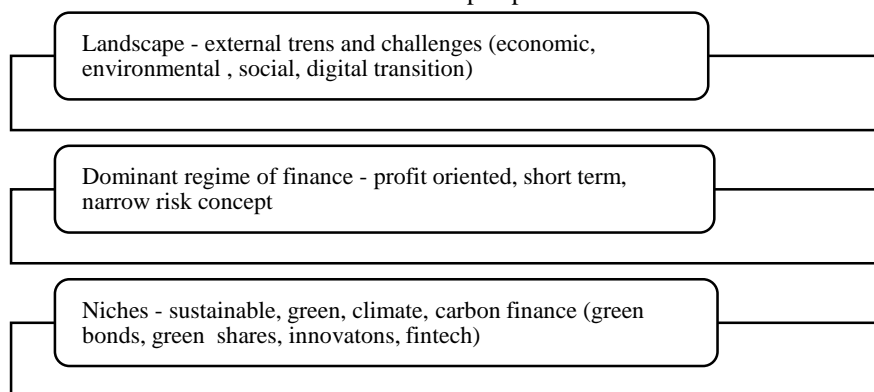 Landscape - external trens and challenges (economic,
environmental , social, digital transition)
Dominant regime of finance - profit oriented, short term,
narrow risk concept
Niches - sustainable, green, climate, carbon finance (green
bonds, green shares, innovatons, fintech)